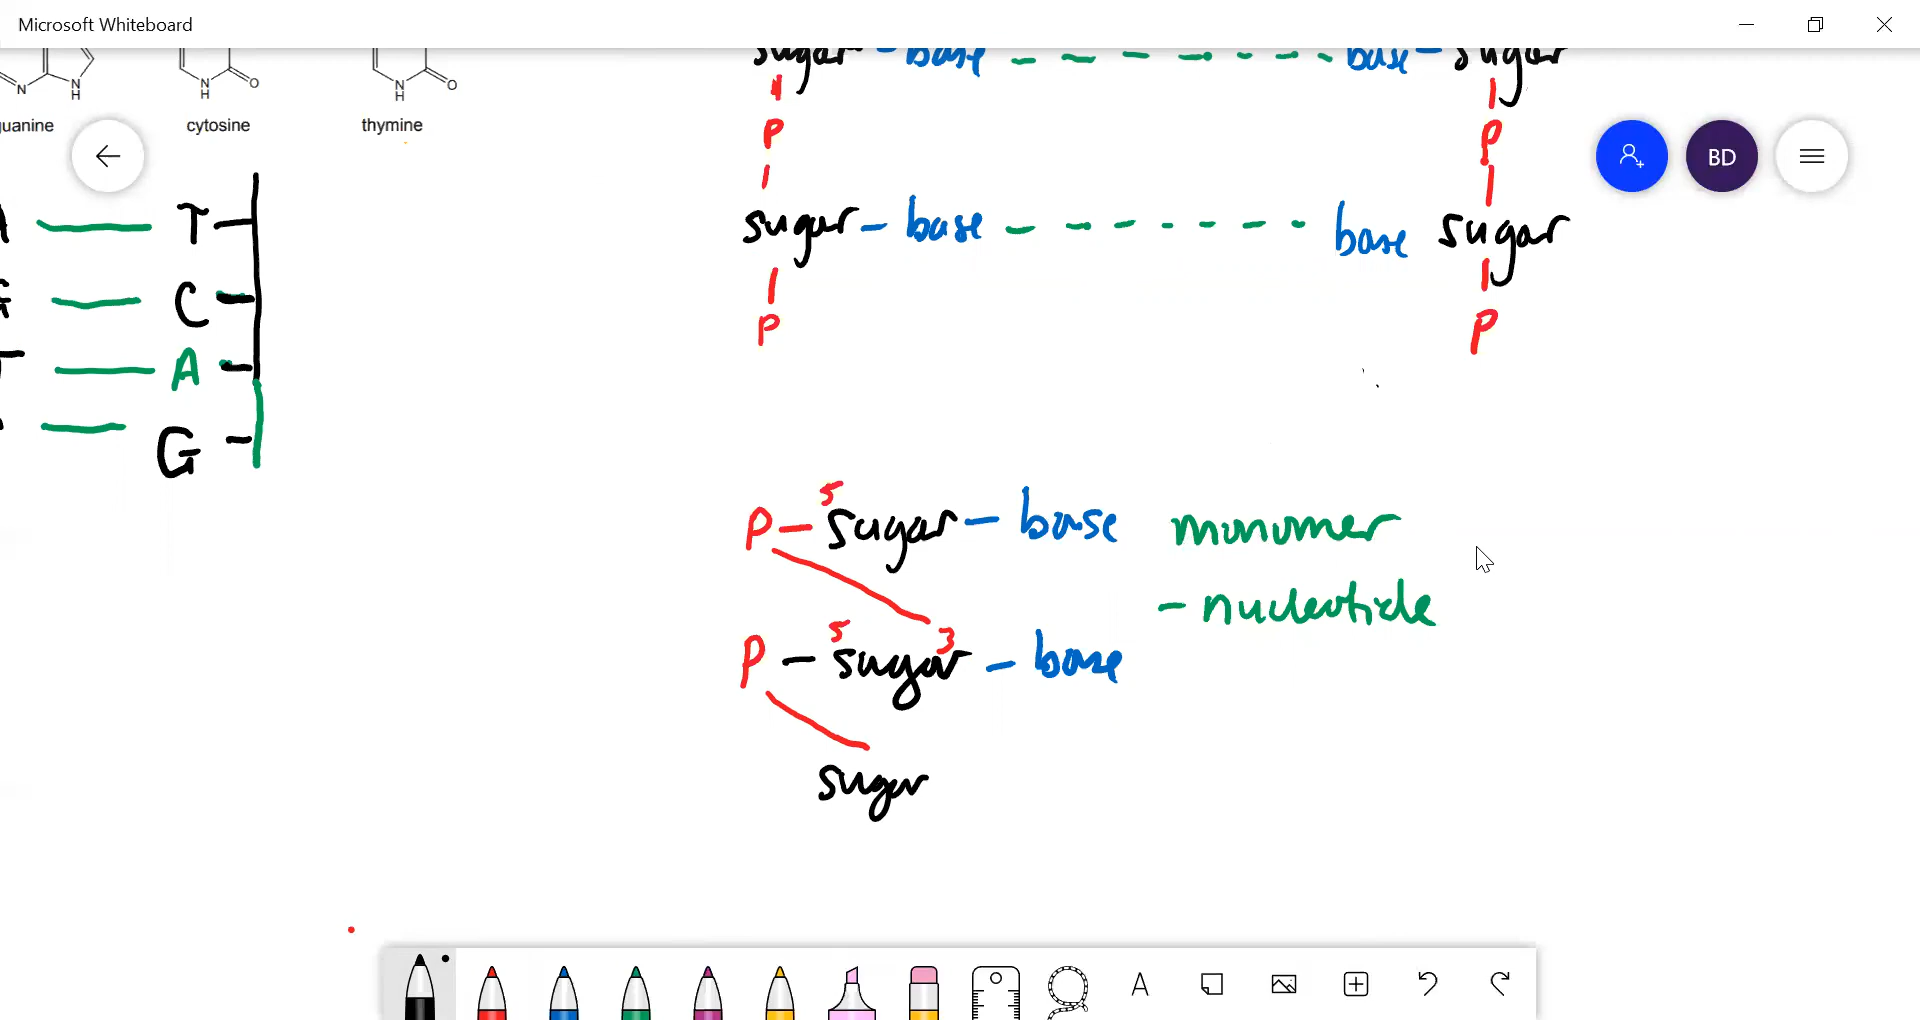 Microsoft Whiteboard
N
N
H
N
H
O
N
H
O
cytosine
thymine
BD
sugar - base - - - - - - base - sugar
P P
sugar - base - - - - - - - base sugar
P P
T
C
A
G
5
P - sugar - base monomer
- nucleotide
5 3
P - sugar - base
sugar
A